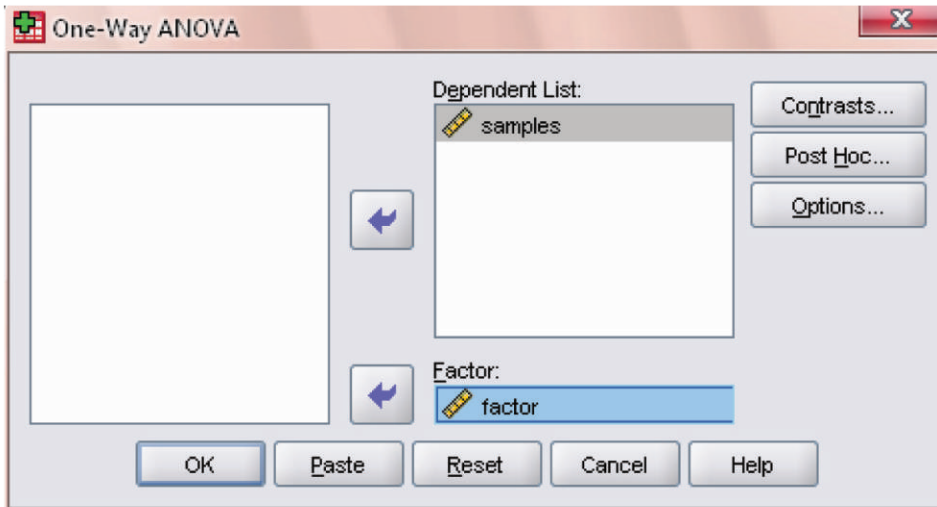 One-Way ANOVA
X
Dependent List:
samples
Contrasts...
Post Hoc...
Options...
Factor:
factor
OK Paste Reset Cancel Help